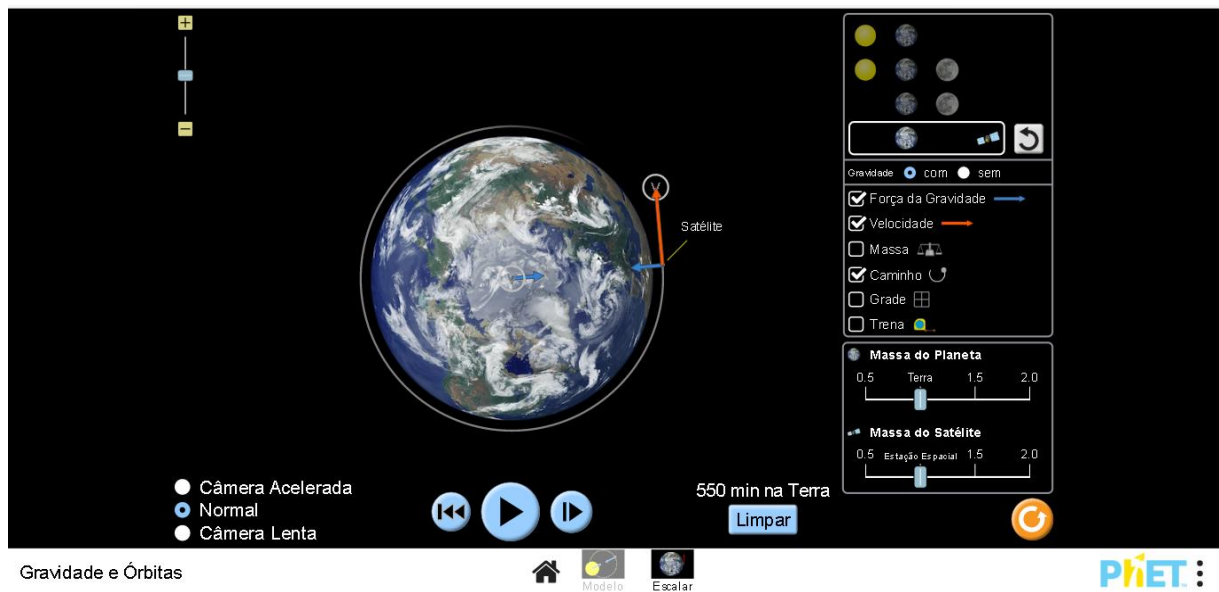 +
−
Satélite
V
Gravidade com sem
Força da Gravidade
Velocidade
Massa
Caminho
Grade
Trena
Massa do Planeta
0.5 Terra 1.5 2.0
Massa do Satélite
0.5 Estação Espacial 1.5 2.0
Câmera Acelerada
Normal
Câmera Lenta
550 min na Terra
Limpar
Gravidade e Órbitas
Modelo
Escalar
PhET